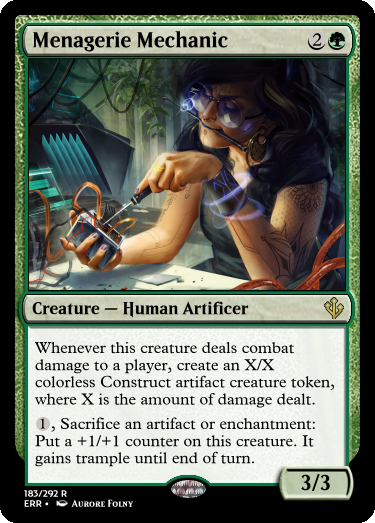 Menagerie Mechanic 2
Creature — Human Artificer
Whenever this creature deals combat
damage to a player, create an X/X
colorless Construct artifact creature token,
where X is the amount of damage dealt.
1, Sacrifice an artifact or enchantment:
Put a +1/+1 counter on this creature. It
gains trample until end of turn.
3/3
183/292 R
ERR • Aurore Folny